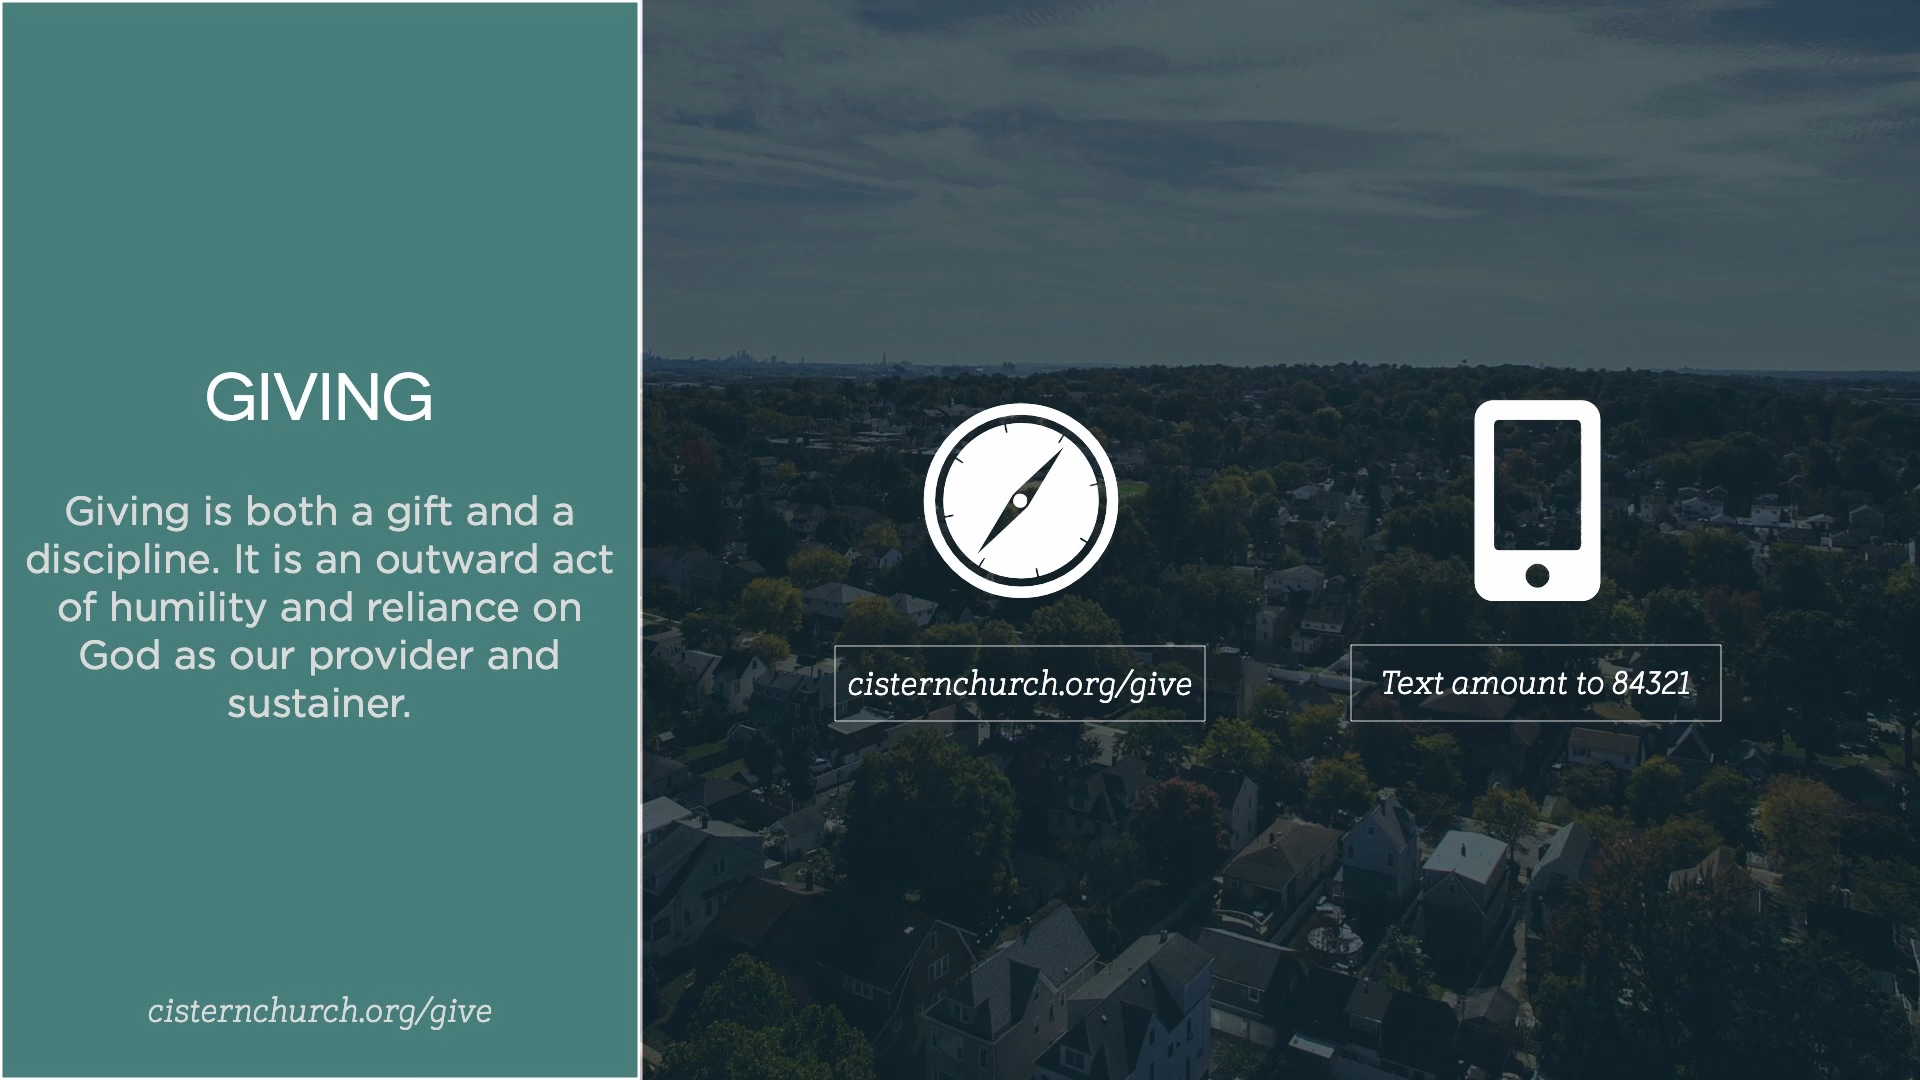 GIVING
Giving is both a gift and a
discipline. It is an outward act
of humility and reliance on
God as our provider and
sustainer.
cisternchurch.org/give
cisternchurch.org/give
Text amount to 84321